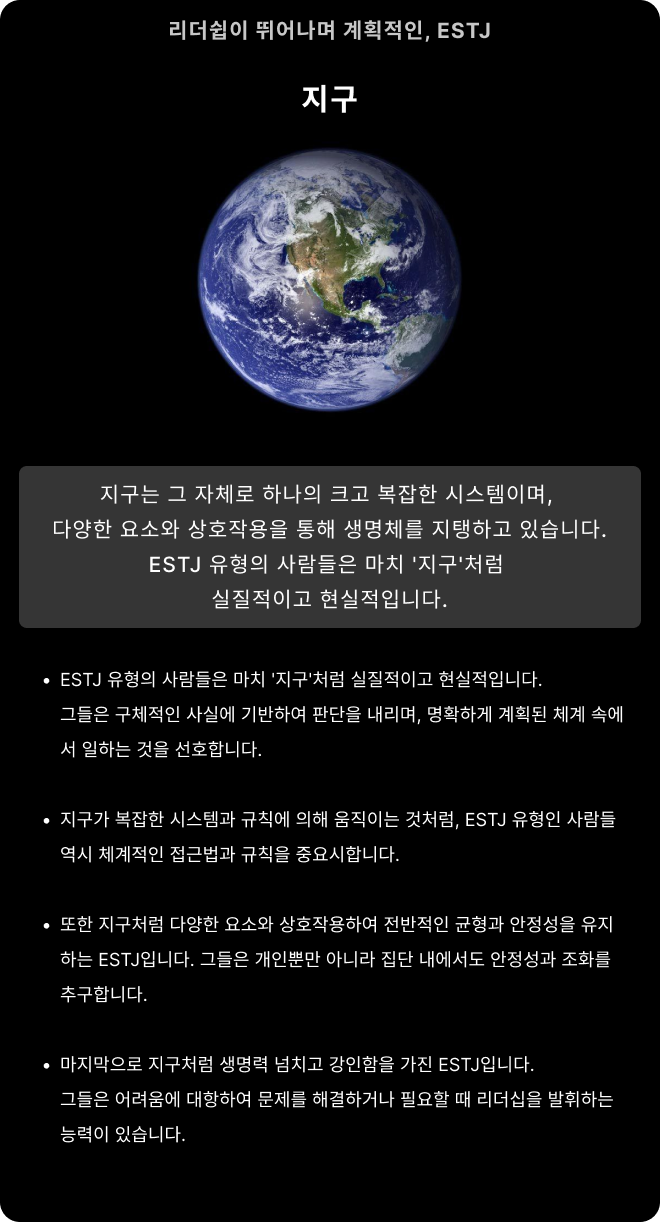 리더쉽이 뛰어나며 계획적인, ESTJ
지구
지구는 그 자체로 하나의 크고 복잡한 시스템이며,
다양한 요소와 상호작용을 통해 생명체를 지탱하고 있습니다.
ESTJ 유형의 사람들은 마치 '지구'처럼
실질적이고 현실적입니다.
• ESTJ 유형의 사람들은 마치 '지구'처럼 실질적이고 현실적입니다.
그들은 구체적인 사실에 기반하여 판단을 내리며, 명확하게 계획된 체계 속에
서 일하는 것을 선호합니다.
• 지구가 복잡한 시스템과 규칙에 의해 움직이는 것처럼, ESTJ 유형인 사람들
역시 체계적인 접근법과 규칙을 중요시합니다.
• 또한 지구처럼 다양한 요소와 상호작용하여 전반적인 균형과 안정성을 유지
하는 ESTJ입니다. 그들은 개인뿐만 아니라 집단 내에서도 안정성과 조화를
추구합니다.
• 마지막으로 지구처럼 생명력 넘치고 강인함을 가진 ESTJ입니다.
그들은 어려움에 대항하여 문제를 해결하거나 필요할 때 리더십을 발휘하는
능력이 있습니다.